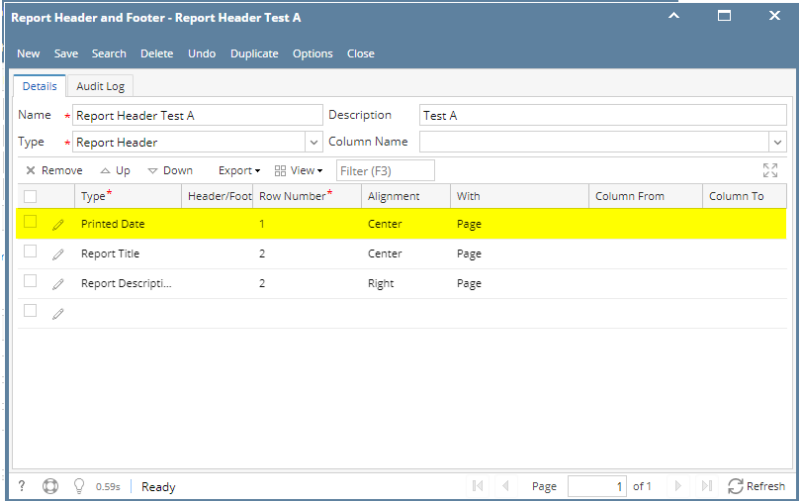 Report Header and Footer - Report Header Test A
New Save Search Delete Undo Duplicate Options Close
Details Audit Log
Name * Report Header Test A Description Test A
Type * Report Header Column Name
Remove Up Down Export View Filter (F3)
Type* Header/Foot Row Number* Alignment With Column From Column To
Printed Date 1 Center Page
Report Title 2 Center Page
Report Descripti... 2 Right Page
? 0.59s Ready Page 1 of 1 Refresh